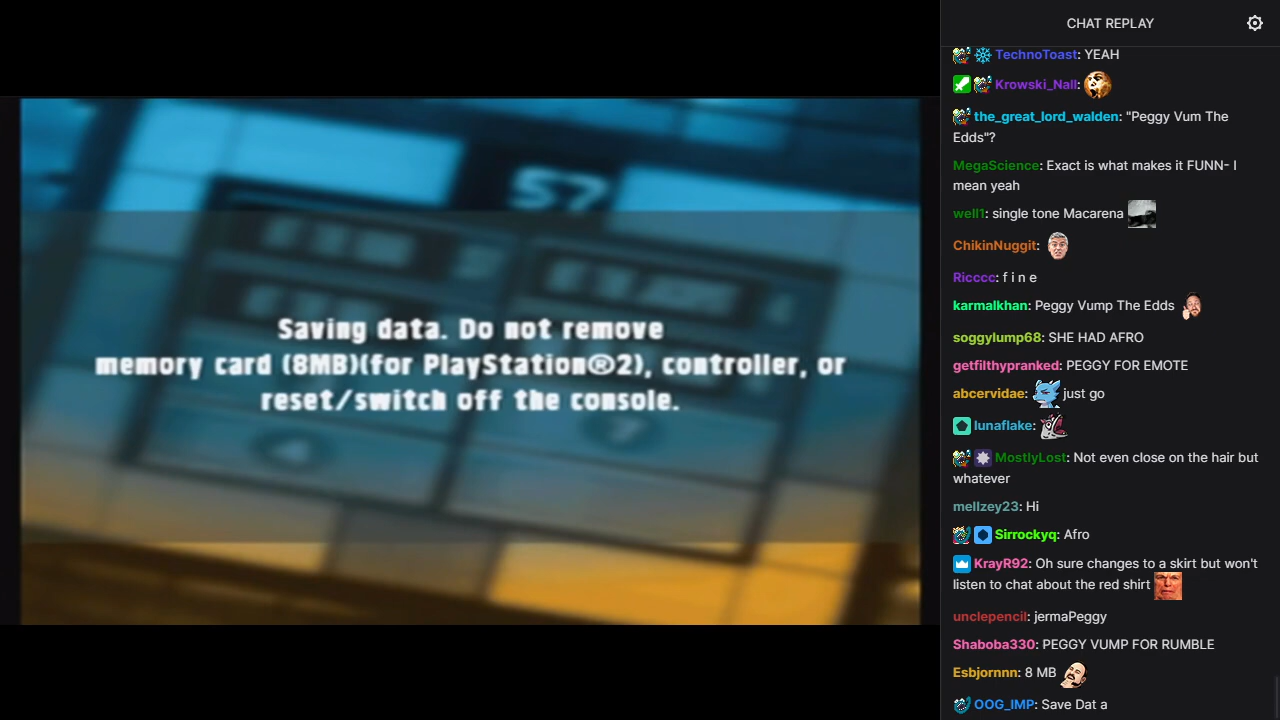 57
Saving data. Do not remove
memory card (8MB)(for PlayStation®2), controller, or
reset/switch off the console.
CHAT REPLAY
TechnoToast: YEAH
Krowski_Nall:
the_great_lord_walden: "Peggy Vum The
Edds"?
MegaScience: Exact is what makes it FUNN- I
mean yeah
well1: single tone Macarena
ChikinNuggit:
Ricccc: f i n e
karmalkhan: Peggy Vump The Edds
soggylump68: SHE HAD AFRO
getfilthypranked: PEGGY FOR EMOTE
abcervidae: just go
lunaflake:
MostlyLost: Not even close on the hair but
whatever
mellzey23: Hi
Sirrockyq: Afro
KrayR92: Oh sure changes to a skirt but won't
listen to chat about the red shirt
unclepencil: jermaPeggy
Shaboba330: PEGGY VUMP FOR RUMBLE
Esbjornnn: 8 MB
OOG_IMP: Save Dat a